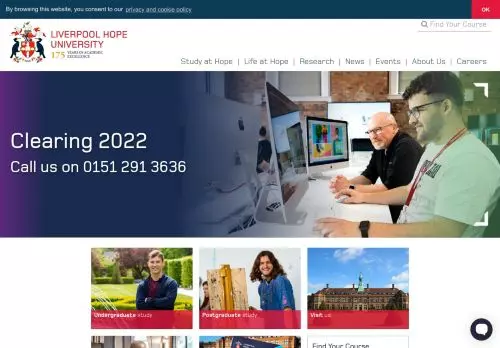 By browsing this website, you consent to our privacy and cookie policy
OK
LIVERPOOL HOPE
UNIVERSITY
175 YEARS OF ACADEMIC
EXCELLENCE
Find Your Course
Study at Hope | Life at Hope | Research | News | Events | About Us | Careers
Clearing 2022
Call us on 0151 291 3636
Undergraduate study
Postgraduate study
Visit us
Find Your Course